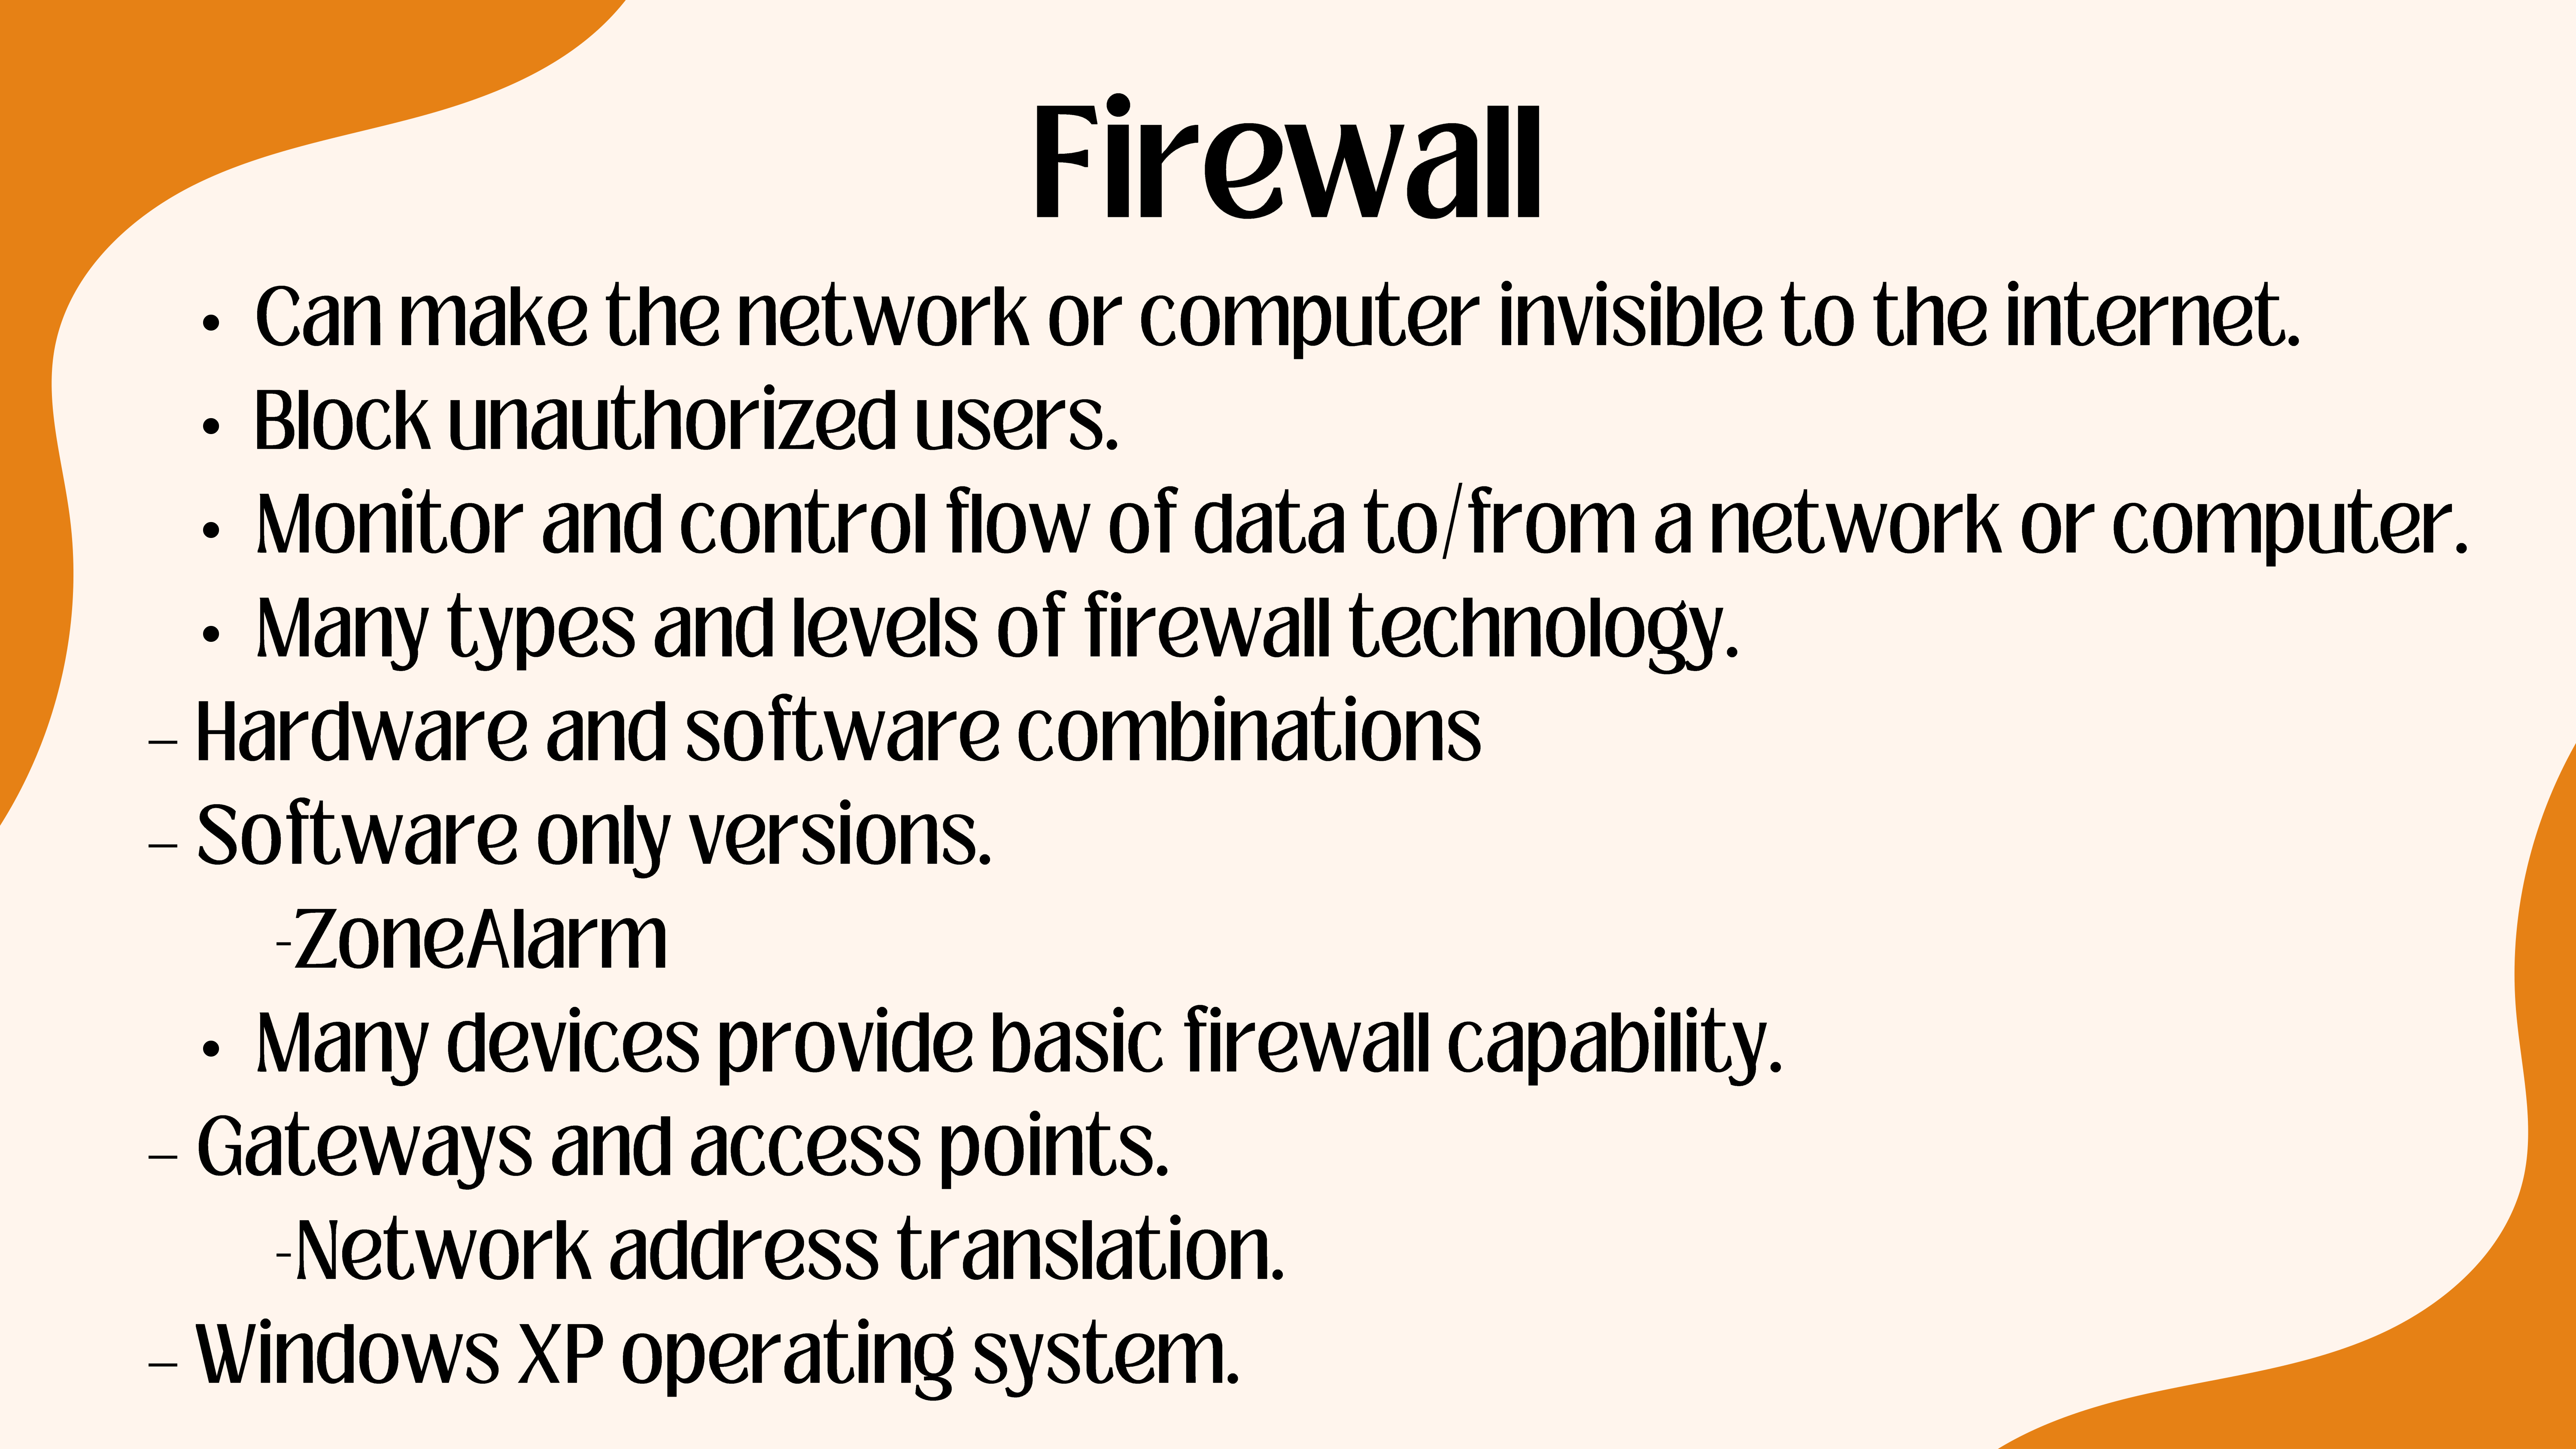 Firewall
• Can make the network or computer invisible to the internet.
• Block unauthorized users.
• Monitor and control flow of data to/from a network or computer.
• Many types and levels of firewall technology.
– Hardware and software combinations
– Software only versions.
-ZoneAlarm
• Many devices provide basic firewall capability.
– Gateways and access points.
-Network address translation.
– Windows XP operating system.